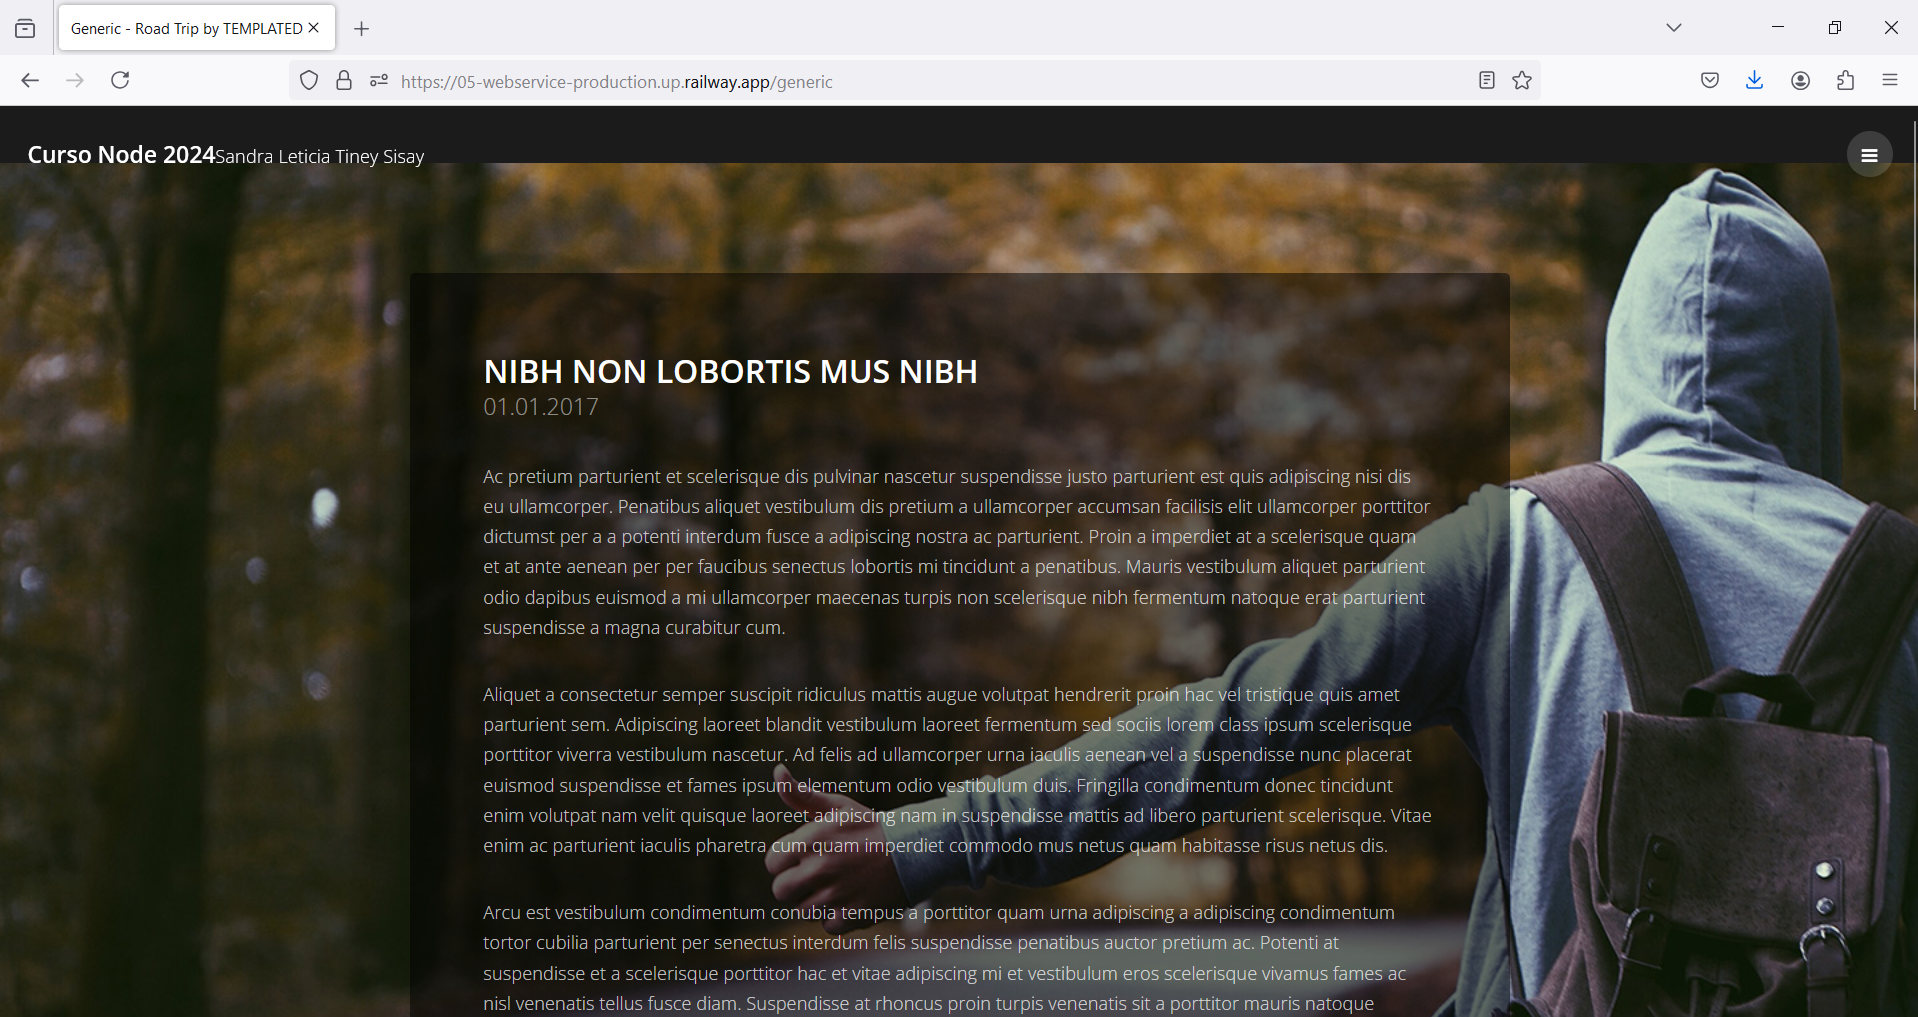 Generic - Road Trip by TEMPLATED
https://05-webservice-production.up.railway.app/generic
Curso Node 2024Sandra Leticia Tiney Sisay
NIBH NON LOBORTIS MUS NIBH
01.01.2017
Ac pretium parturient et scelerisque dis pulvinar nascetur suspendisse justo parturient est quis adipiscing nisi dis
eu ullamcorper. Penatibus aliquet vestibulum dis pretium a ullamcorper accumsan facilisis elit ullamcorper porttitor
dictumst per a a potenti interdum fusce a adipiscing nostra ac parturient. Proin a imperdiet at a scelerisque quam
et at ante aenean per per faucibus senectus lobortis mi tincidunt a penatibus. Mauris vestibulum aliquet parturient
odio dapibus euismod a mi ullamcorper maecenas turpis non scelerisque nibh fermentum natoque erat parturient
suspendisse a magna curabitur cum.
Aliquet a consectetur semper suscipit ridiculus mattis augue volutpat hendrerit proin hac vel tristique quis amet
parturient sem. Adipiscing laoreet blandit vestibulum laoreet fermentum sed sociis lorem class ipsum scelerisque
porttitor viverra vestibulum nascetur. Ad felis ad ullamcorper urna iaculis aenean vel a suspendisse nunc placerat
euismod suspendisse et fames ipsum elementum odio vestibulum duis. Fringilla condimentum donec tincidunt
enim volutpat nam velit quisque laoreet adipiscing nam in suspendisse mattis ad libero parturient scelerisque. Vitae
enim ac parturient iaculis pharetra cum quam imperdiet commodo mus netus quam habitasse risus netus dis.
Arcu est vestibulum condimentum conubia tempus a porttitor quam urna adipiscing a adipiscing condimentum
tortor cubilia parturient per senectus interdum felis suspendisse penatibus auctor pretium ac. Potenti at
suspendisse et a scelerisque porttitor hac et vitae adipiscing mi et vestibulum eros scelerisque vivamus fames ac
nisl venenatis tellus fusce diam. Suspendisse at rhoncus proin turpis venenatis sit a porttitor mauris natoque